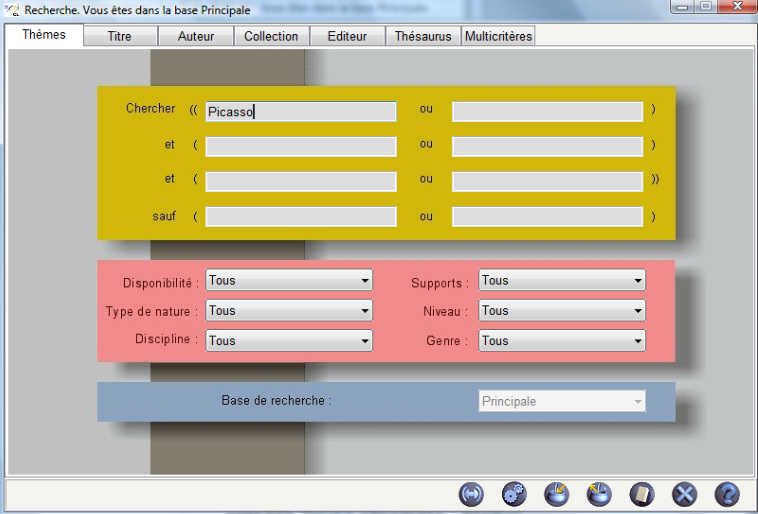 Recherche. Vous êtes dans la base Principale
Thèmes Titre Auteur Collection Editeur Thésaurus Multicritères
Chercher (( Picasso ou )
et ( ou )
et ( ou ))
sauf ( ou )
Disponibilité : Tous Supports : Tous
Type de nature : Tous Niveau : Tous
Discipline : Tous Genre : Tous
Base de recherche : Principale